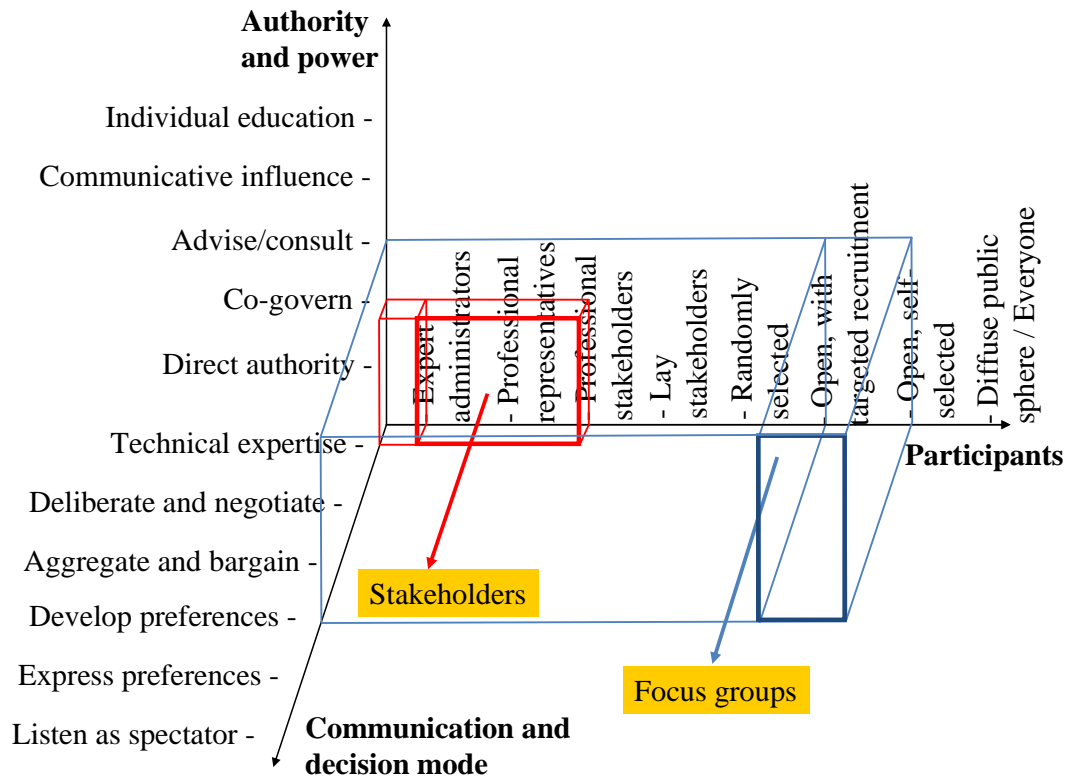 Authority
and power
Individual education -
Communicative influence -
Advise/consult -
Co-govern -
Direct authority -
Technical expertise -
Deliberate and negotiate -
Aggregate and bargain -
Develop preferences -
Express preferences -
Listen as spectator -
Communication and
decision mode
Expert
administrators
- Professional
representatives
Professional
stakeholders
- Lay
stakeholders
- Randomly
selected
- Open, with
targeted recruitment
- Open, self-
selected
- Diffuse public
sphere / Everyone
Participants
Stakeholders
Focus groups